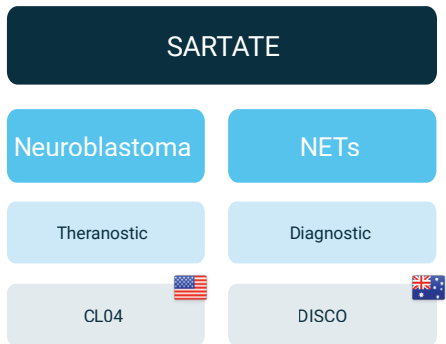 SARTATE
Neuroblastoma
NETs
Theranostic
Diagnostic
CL04
DISCO